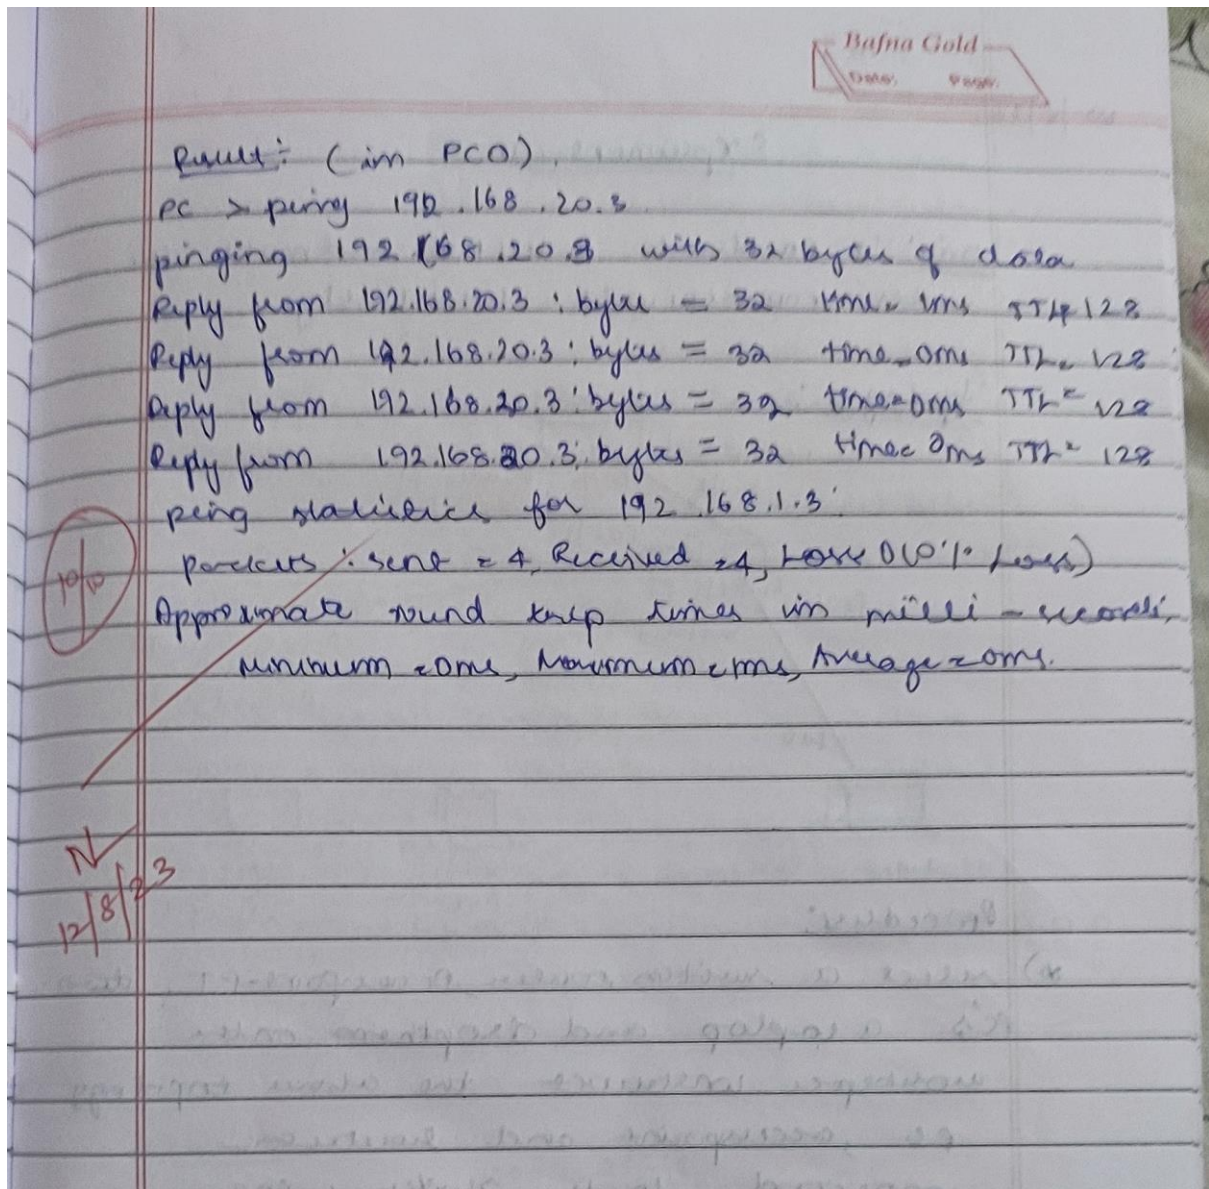 Bafna Gold
Date: Page:
Result: (in PC0)
PC > ping 192.168.20.3
pinging 192.168.20.3 with 32 bytes of data
Reply from 192.168.20.3: bytes = 32 time= 1ms TTL=128
Reply from 192.168.20.3: bytes = 32 time=0ms TTL=128
Reply from 192.168.20.3: bytes = 32 time=0ms TTL=128
Reply from 192.168.20.3: bytes = 32 time=0ms TTL=128
ping statistics for 192.168.1.3:
packets: sent = 4, Received =4, Loss 0(0% Loss)
Approximate round trip times in milli-seconds,
Minimum =0ms, Maximum=1ms, Average=0ms.
10/10
N
12/8/23